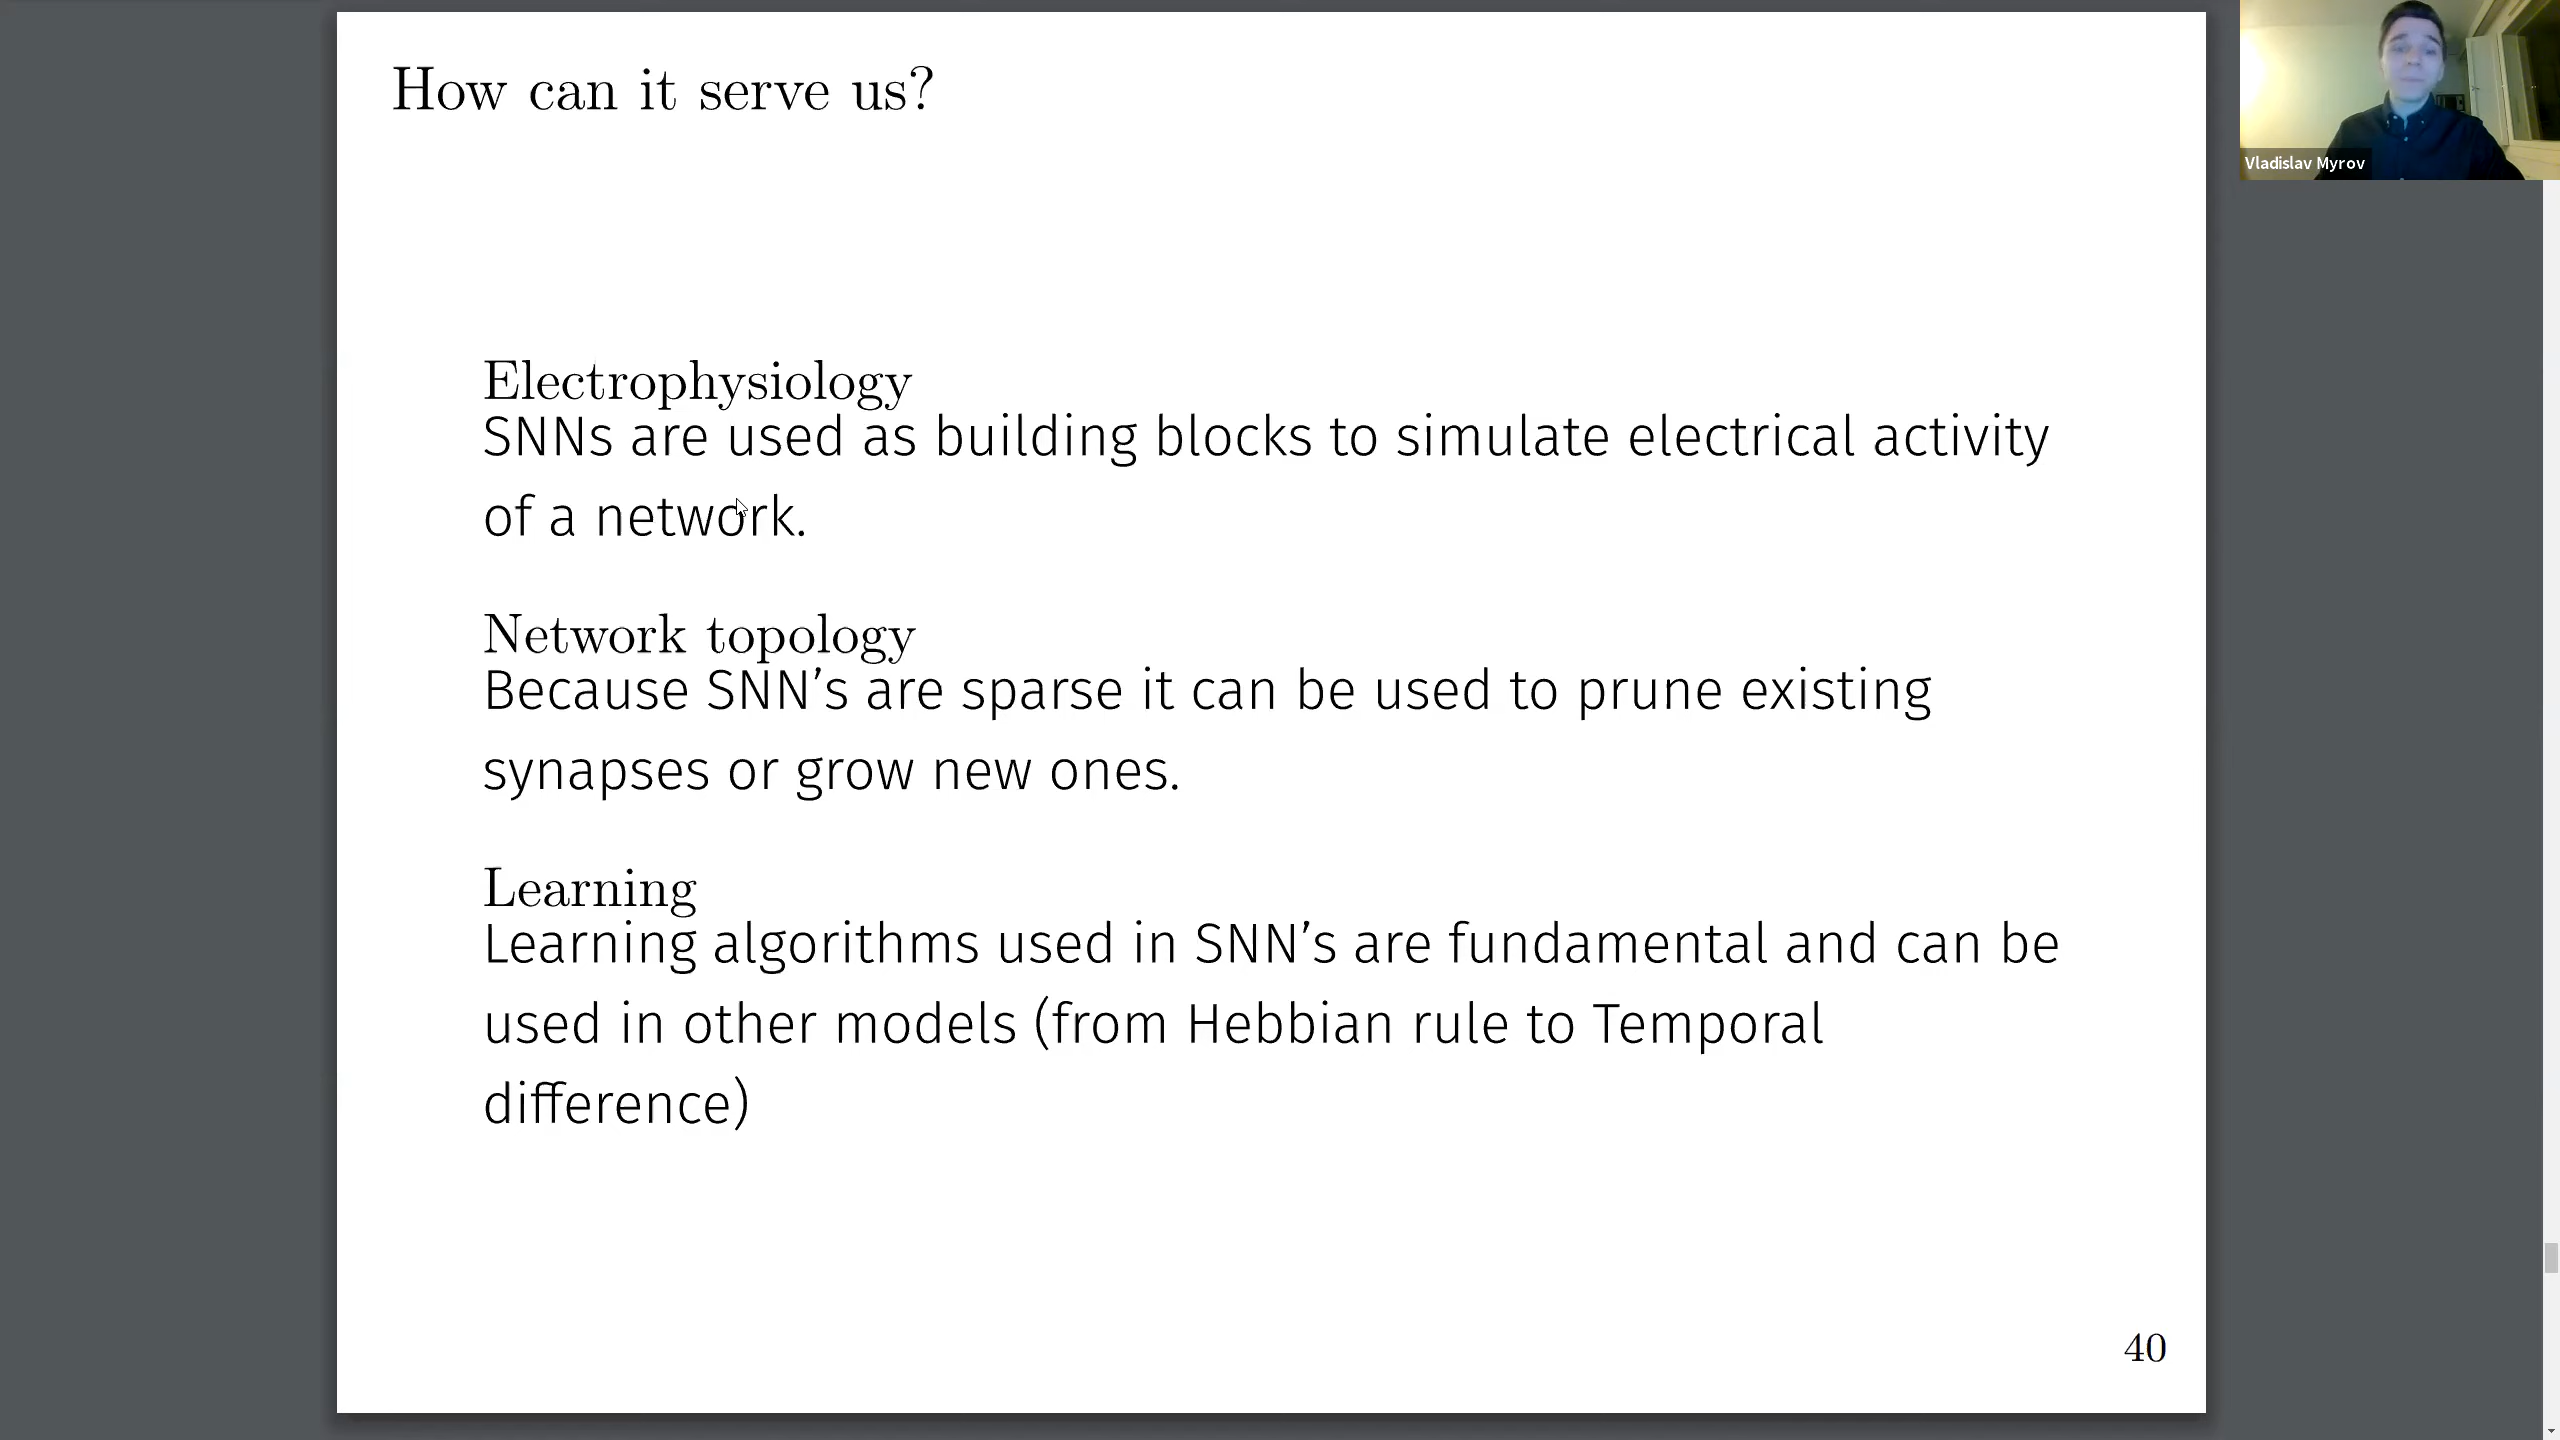 How can it serve us?
Vladislav Myrov
Electrophysiology
SNNs are used as building blocks to simulate electrical activity
of a network.
Network topology
Because SNN’s are sparse it can be used to prune existing
synapses or grow new ones.
Learning
Learning algorithms used in SNN’s are fundamental and can be
used in other models (from Hebbian rule to Temporal
difference)
40